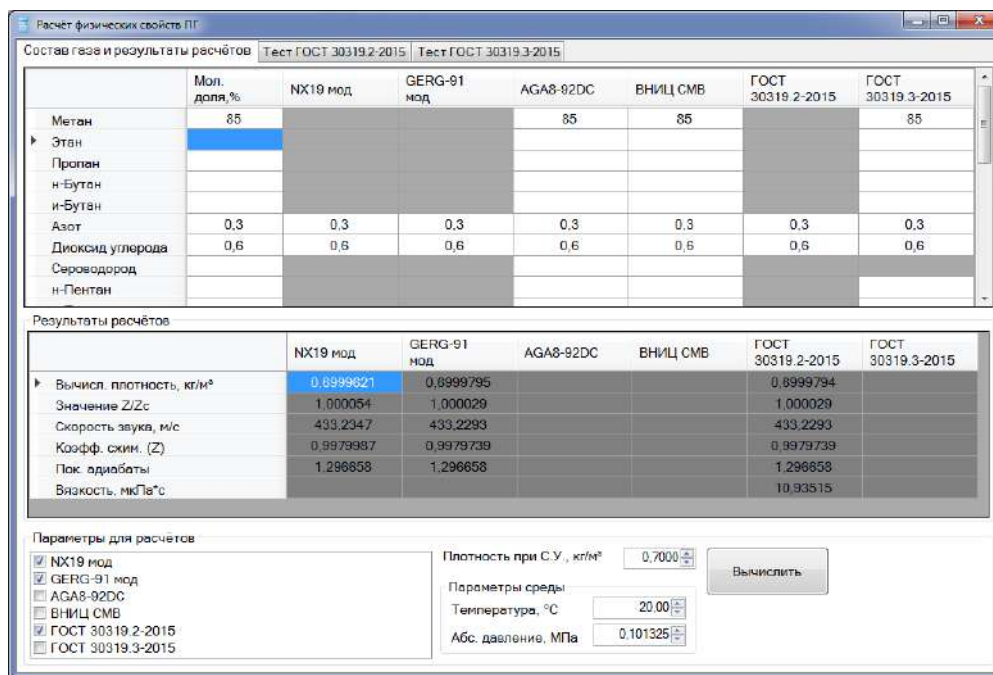 Расчёт физических свойств ПГ
Состав газа и результаты расчётов Тест ГОСТ 30319.2-2015 Тест ГОСТ 30319.3-2015
Мол. доля,% NX19 мод GERG-91 мод AGA8-92DC ВНИЦ СМВ ГОСТ 30319.2-2015 ГОСТ 30319.3-2015
Метан 85 85 85 85
Этан
Пропан
н-Бутан
и-Бутан
Азот 0,3 0,3 0,3 0,3 0,3 0,3 0,3
Диоксид углерода 0,6 0,6 0,6 0,6 0,6 0,6 0,6
Сероводород
н-Пентан
Результаты расчётов
NX19 мод GERG-91 мод AGA8-92DC ВНИЦ СМВ ГОСТ 30319.2-2015 ГОСТ 30319.3-2015
Вычисл. плотность, кг/м³ 0,6999621 0,6999795 0,6999794
Значение Z/Zc 1,000054 1,000029 1,000029
Скорость звука, м/с 433,2347 433,2293 433,2293
Коэфф. сжим. (Z) 0,9979987 0,9979739 0,9979739
Пок. адиабаты 1,296658 1,296658 1,296658
Вязкость, мкПа*с 10,93515
Параметры для расчётов
NX19 мод
GERG-91 мод
AGA8-92DC
ВНИЦ СМВ
ГОСТ 30319.2-2015
ГОСТ 30319.3-2015
Плотность при С.У., кг/м³ 0,7000
Параметры среды
Температура, °C 20,00
Абс. давление, МПа 0,101325
Вычислить